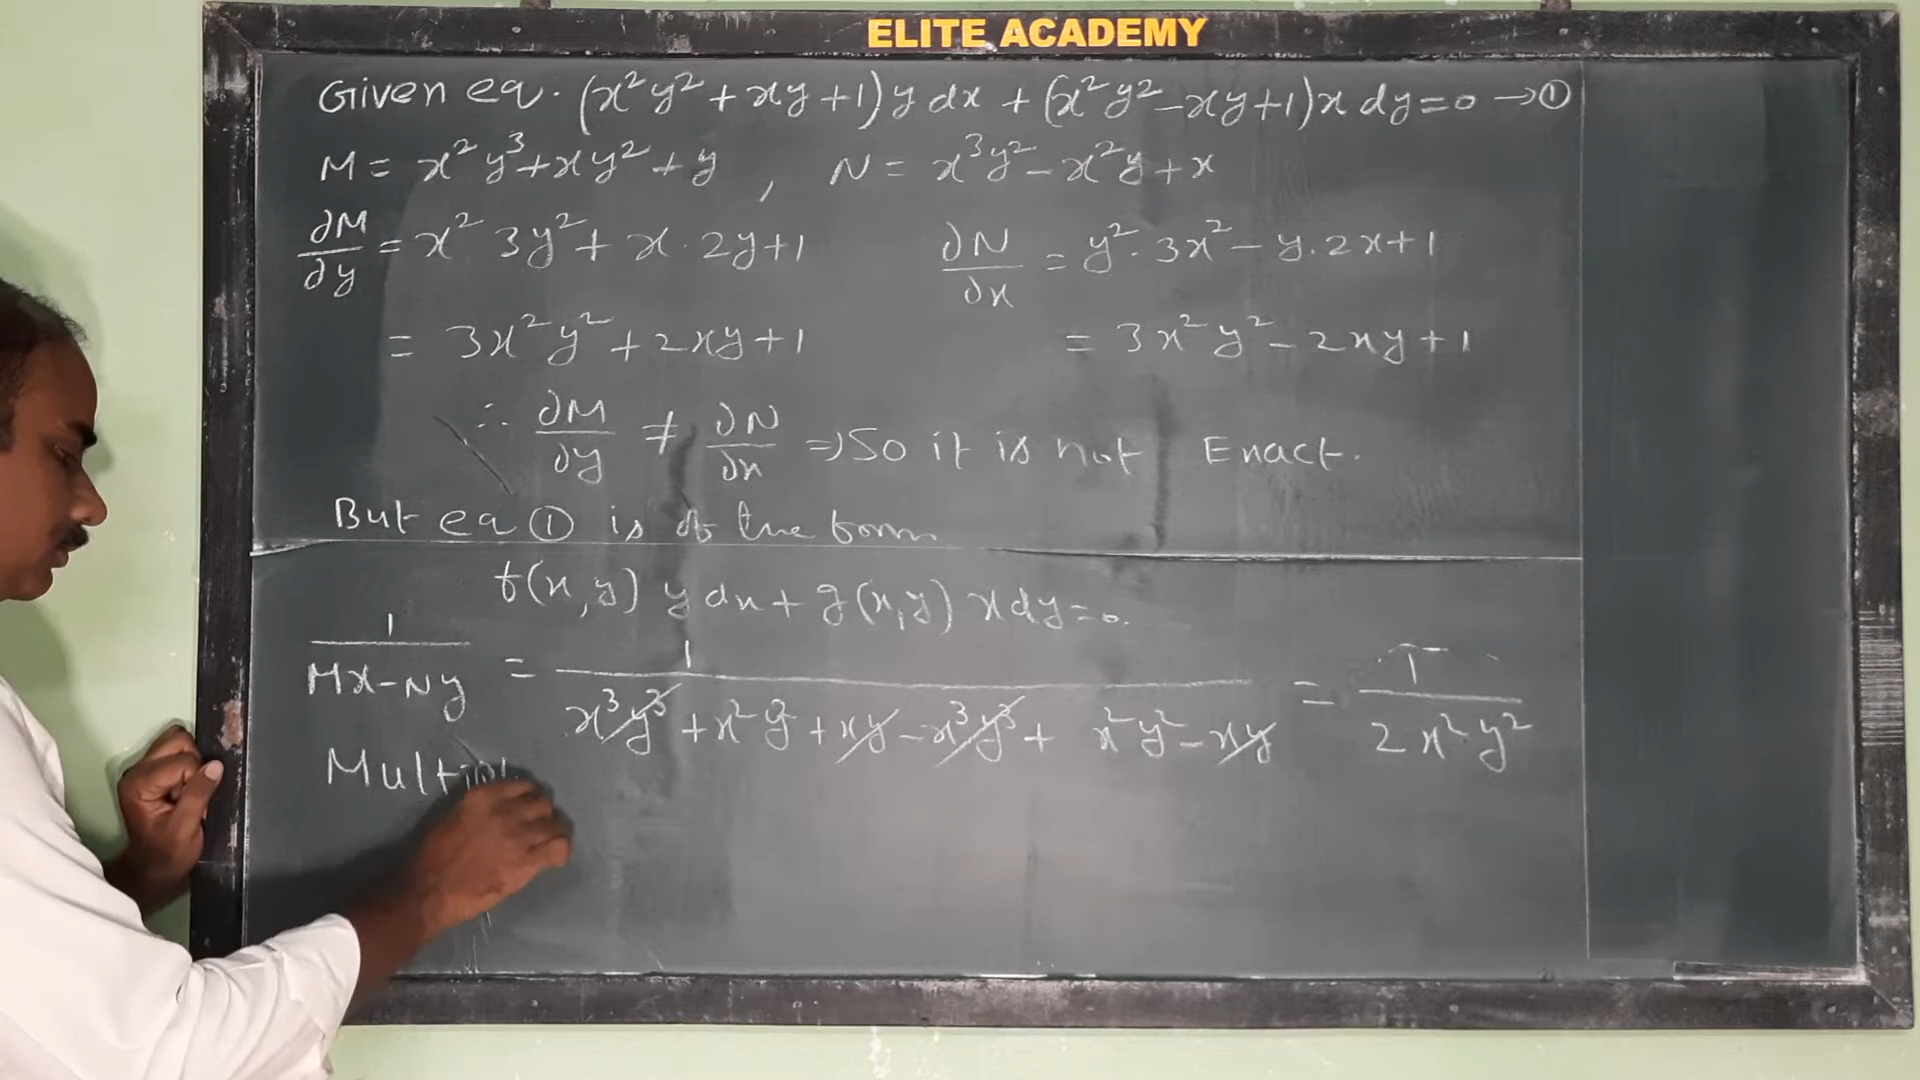 ELITE ACADEMY
Given eq. (x²y² + xy + 1) y dx + (x²y² - xy + 1) x dy = 0 → ①
M = x²y³ + xy² + y , N = x³y² - x²y + x
∂M/∂y = x² 3y² + x · 2y + 1 ∂N/∂x = y² · 3x² - y · 2x + 1
= 3x²y² + 2xy + 1 = 3x²y² - 2xy + 1
∴ ∂M/∂y ≠ ∂N/∂x ⇒ So it is not Exact.
But eq ① is of the form
f(x,y) y dx + g(x,y) x dy = 0.
1/(Mx - Ny) = 1/(x³y³ + x²y² + xy - x³y³ + x²y² - xy) = 1/(2x²y²)